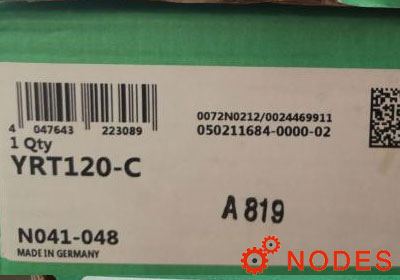 4 047643 223089
0072N0212/0024469911
050211684-0000-02
1 Qty
YRT120-C
A 819
N041-048
MADE IN GERMANY
NODES